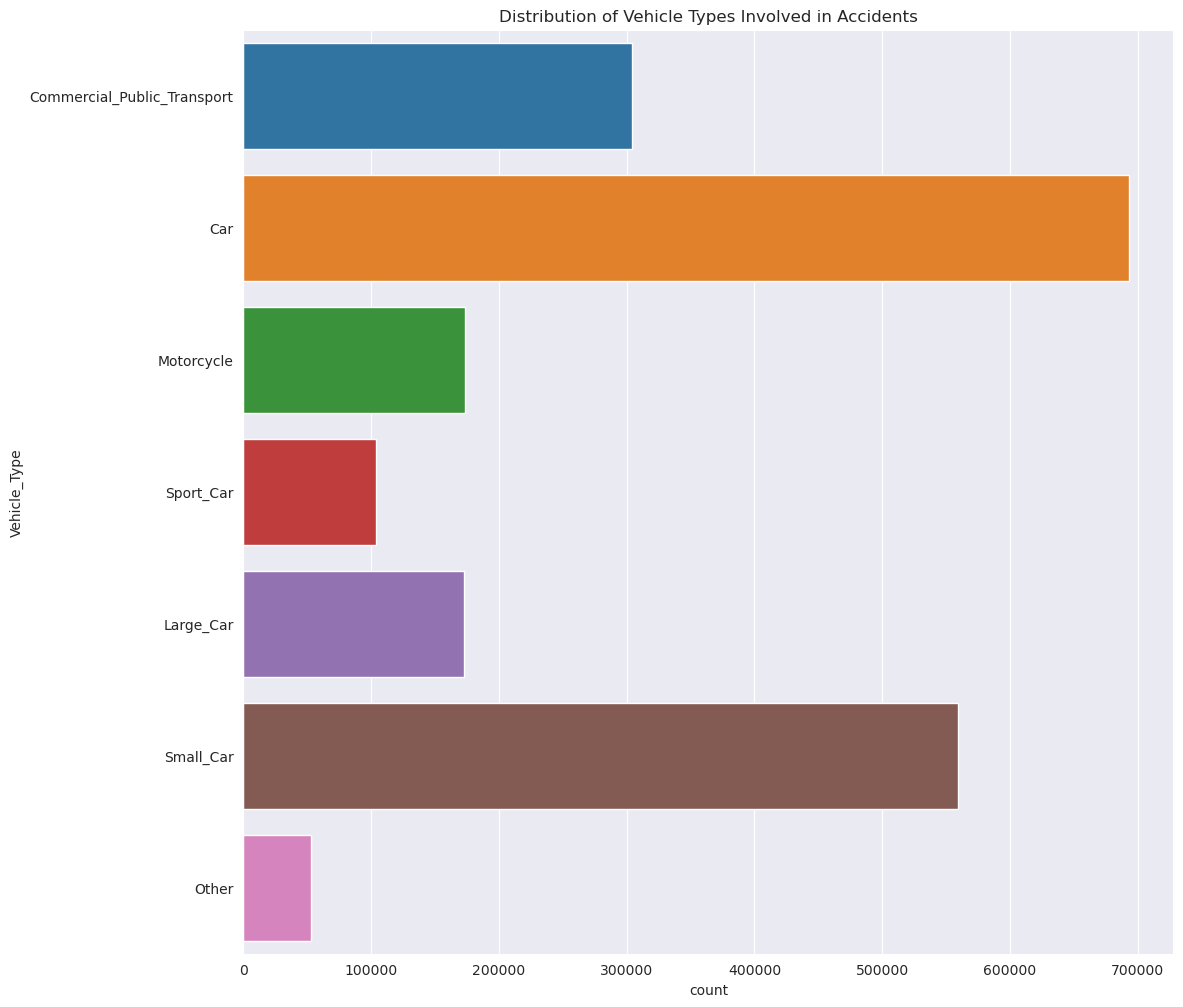 Distribution of Vehicle Types Involved in Accidents
Commercial_Public_Transport
Car
Motorcycle
Sport_Car
Large_Car
Small_Car
Other
Vehicle_Type
0 100000 200000 300000 400000 500000 600000 700000
count